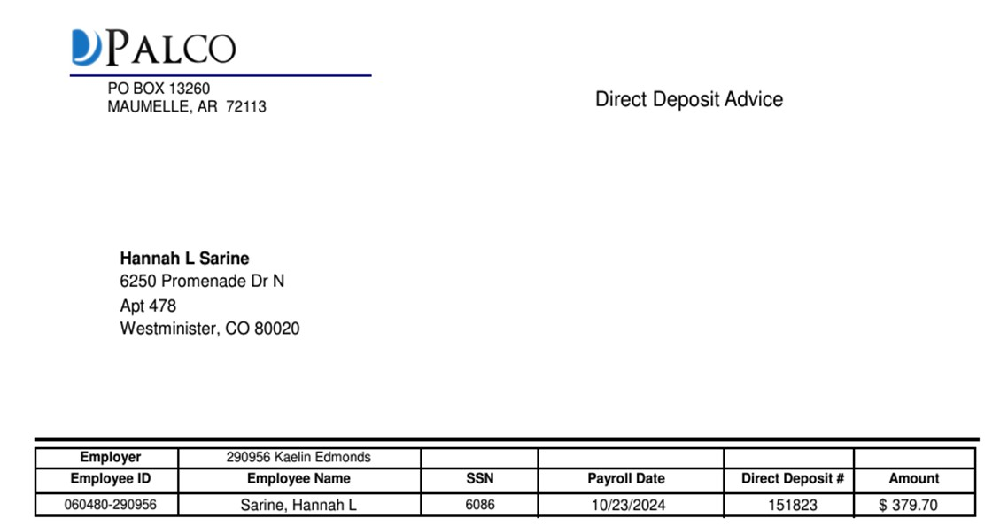 PALCO
PO BOX 13260
MAUMELLE, AR 72113
Direct Deposit Advice
Hannah L Sarine
6250 Promenade Dr N
Apt 478
Westminister, CO 80020
Employer 290956 Kaelin Edmonds
Employee ID Employee Name SSN Payroll Date Direct Deposit # Amount
060480-290956 Sarine, Hannah L 6086 10/23/2024 151823 $ 379.70